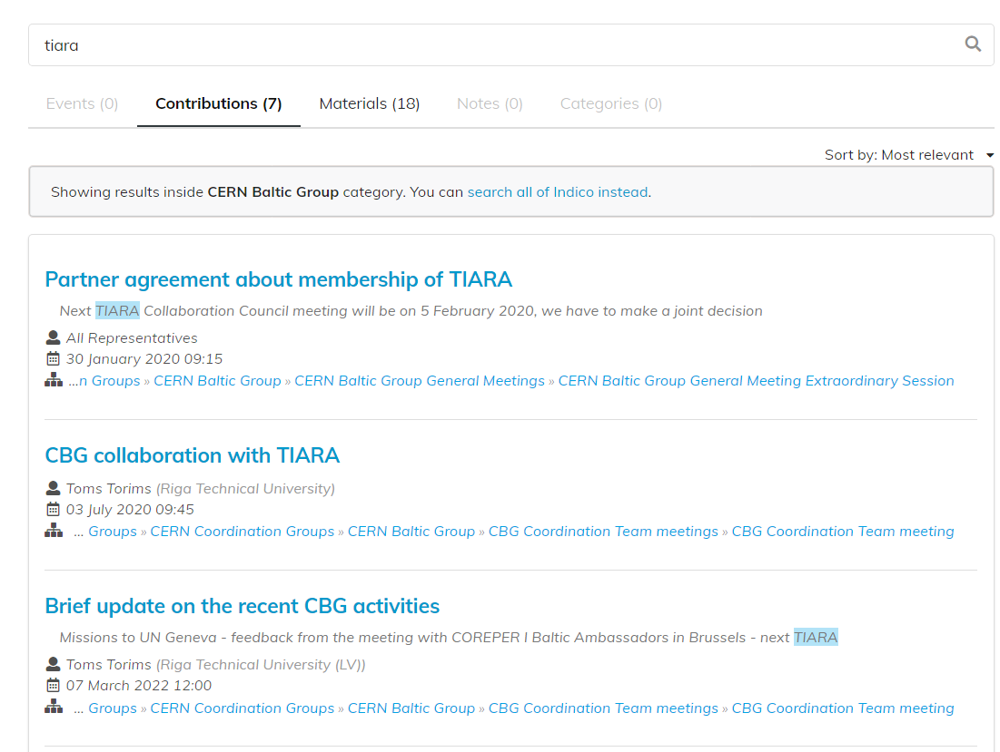 tiara
Events (0) Contributions (7) Materials (18) Notes (0) Categories (0)
Sort by: Most relevant
Showing results inside CERN Baltic Group category. You can search all of Indico instead.
Partner agreement about membership of TIARA
Next TIARA Collaboration Council meeting will be on 5 February 2020, we have to make a joint decision
All Representatives
30 January 2020 09:15
...n Groups » CERN Baltic Group » CERN Baltic Group General Meetings » CERN Baltic Group General Meeting Extraordinary Session
CBG collaboration with TIARA
Toms Torims (Riga Technical University)
03 July 2020 09:45
... Groups » CERN Coordination Groups » CERN Baltic Group » CBG Coordination Team meetings » CBG Coordination Team meeting
Brief update on the recent CBG activities
Missions to UN Geneva - feedback from the meeting with COREPER I Baltic Ambassadors in Brussels - next TIARA
Toms Torims (Riga Technical University (LV))
07 March 2022 12:00
... Groups » CERN Coordination Groups » CERN Baltic Group » CBG Coordination Team meetings » CBG Coordination Team meeting